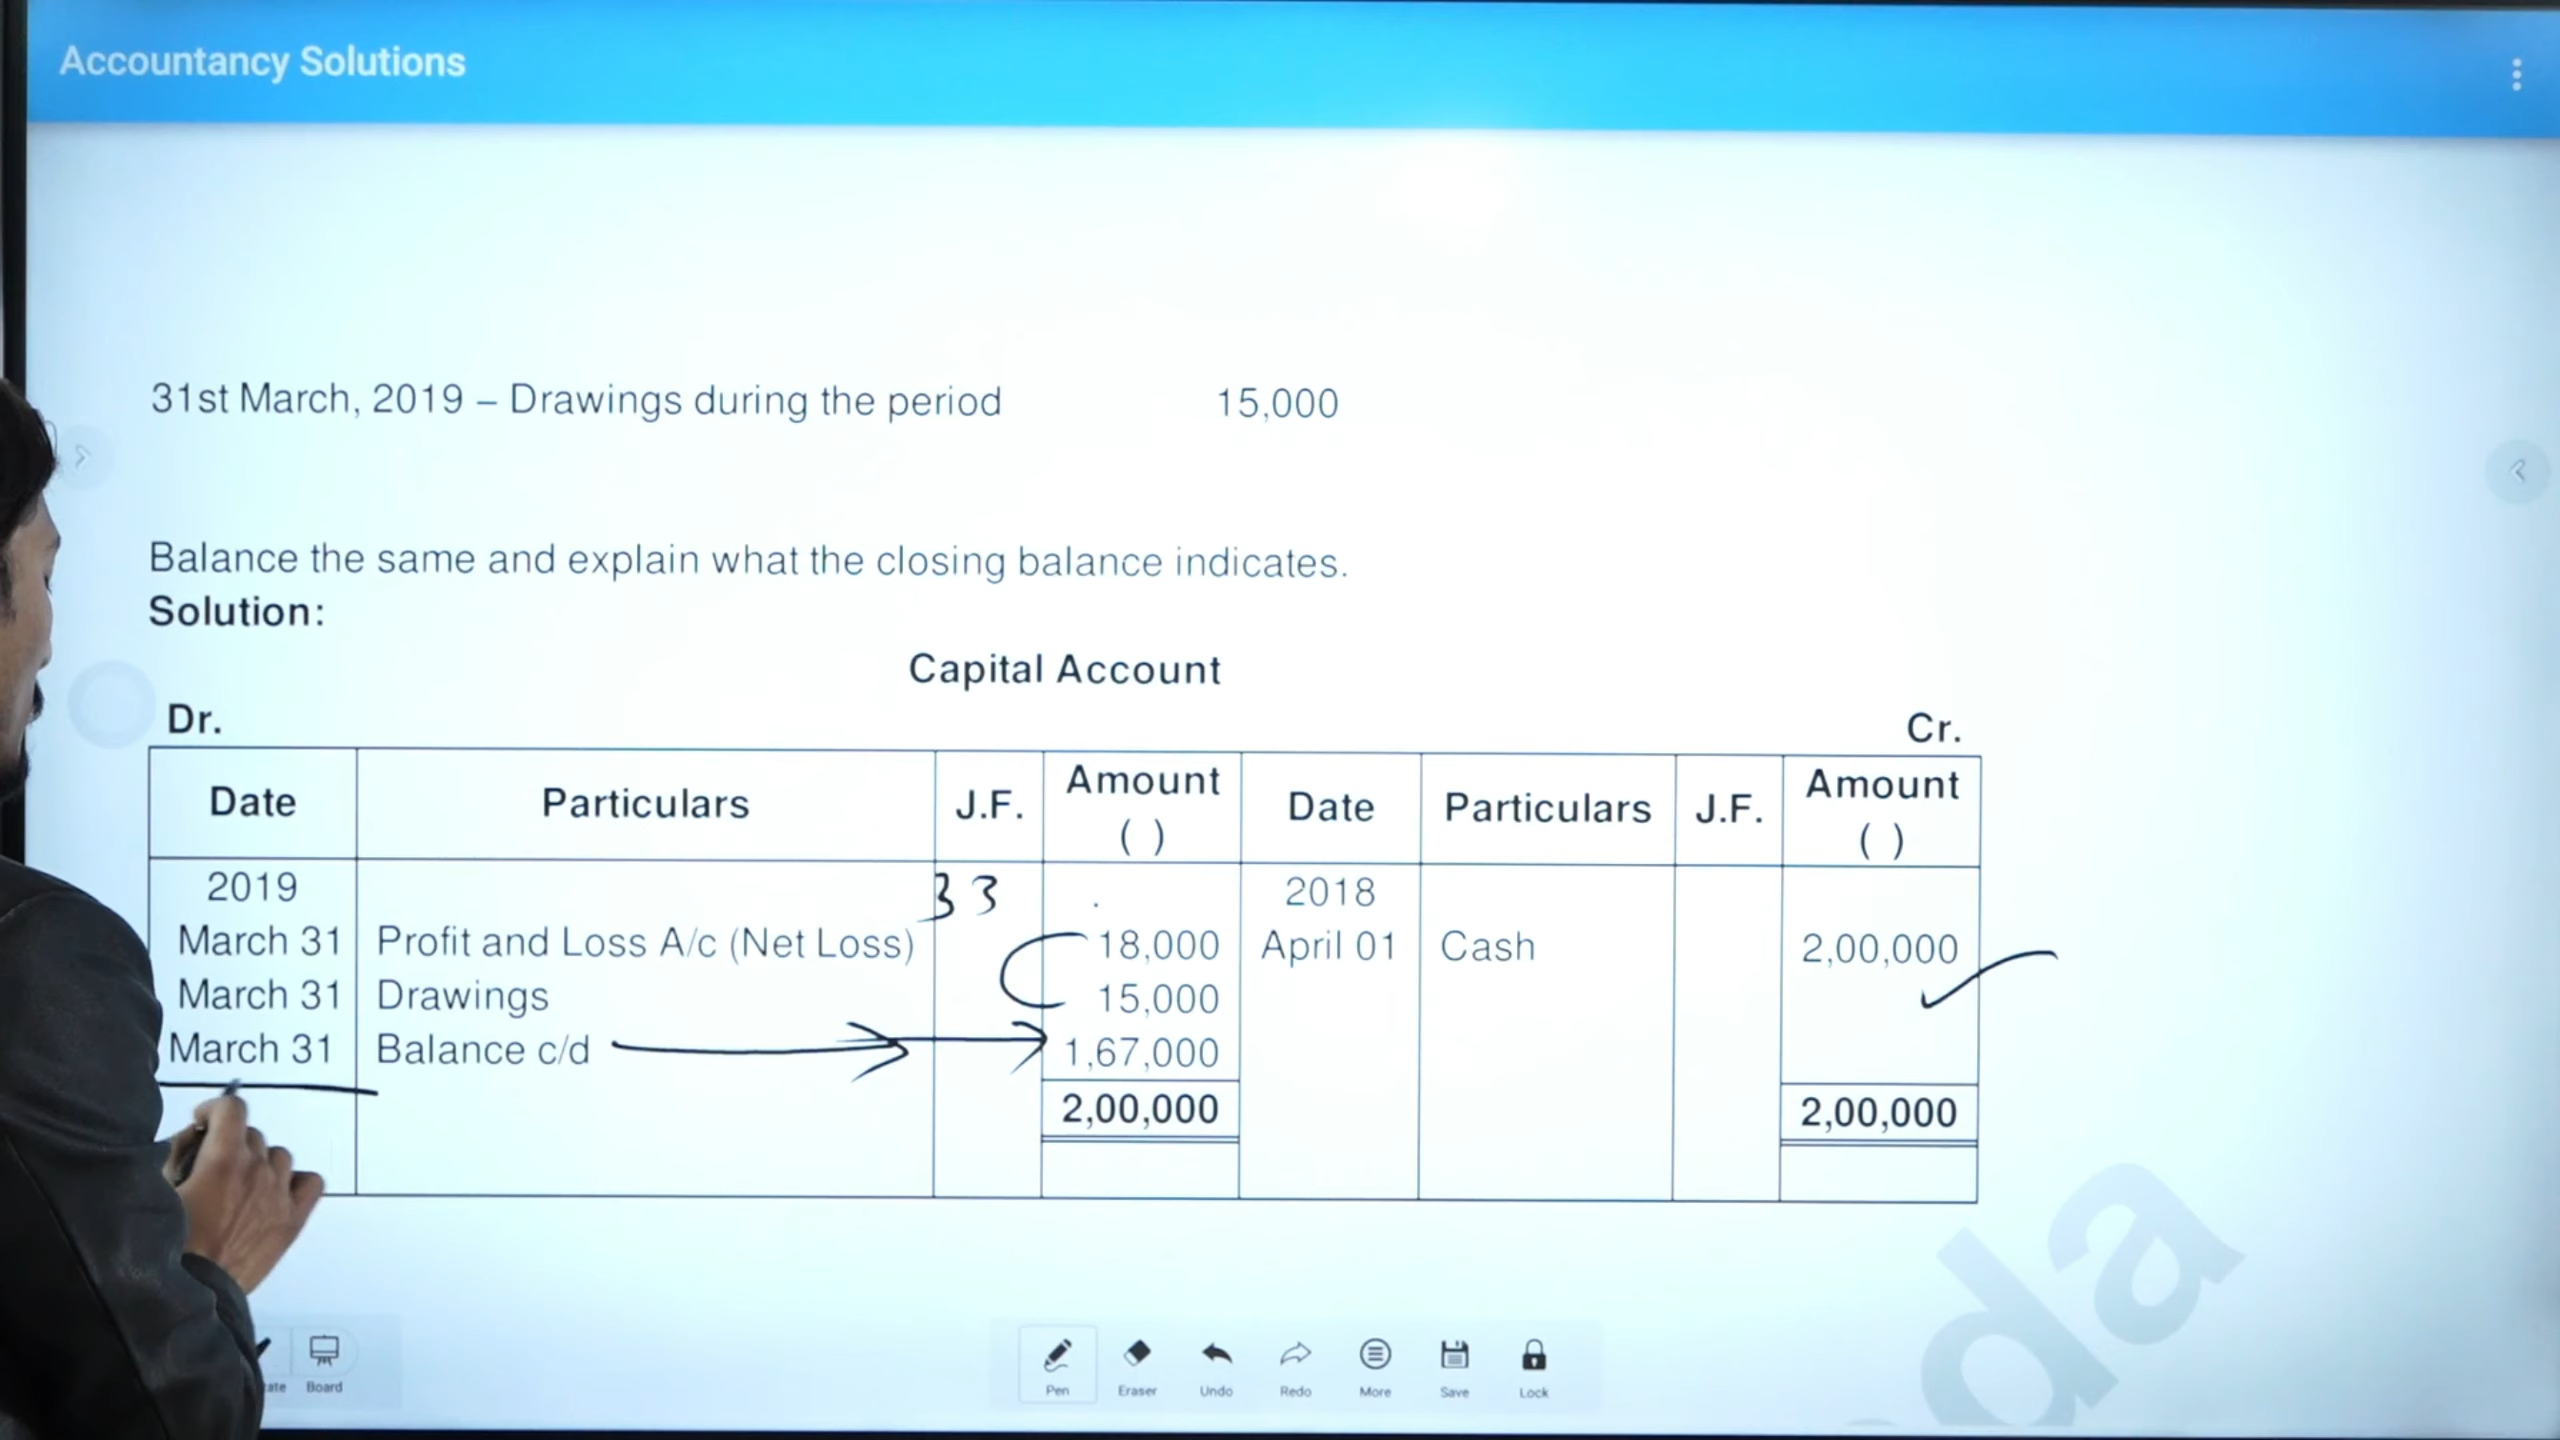 Accountancy Solutions
31st March, 2019 – Drawings during the period 15,000
Balance the same and explain what the closing balance indicates.
Solution:
Capital Account
Dr. Cr.
Date Particulars J.F. Amount ( ) Date Particulars J.F. Amount ( )
2019 33 2018
March 31 Profit and Loss A/c (Net Loss) 18,000 April 01 Cash 2,00,000
March 31 Drawings 15,000
March 31 Balance c/d 1,67,000
2,00,000 2,00,000
da
Board Pen Eraser Undo Redo More Save Lock